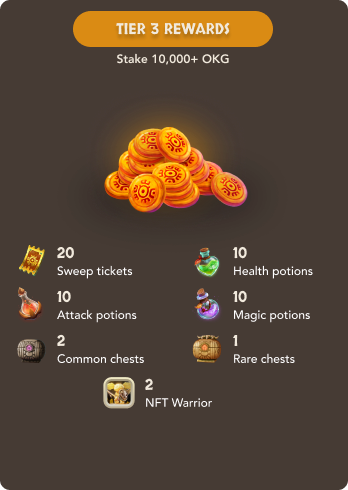 TIER 3 REWARDS
Stake 10,000+ OKG
20
Sweep tickets
10
Health potions
10
Attack potions
10
Magic potions
2
Common chests
1
Rare chests
2
NFT Warrior